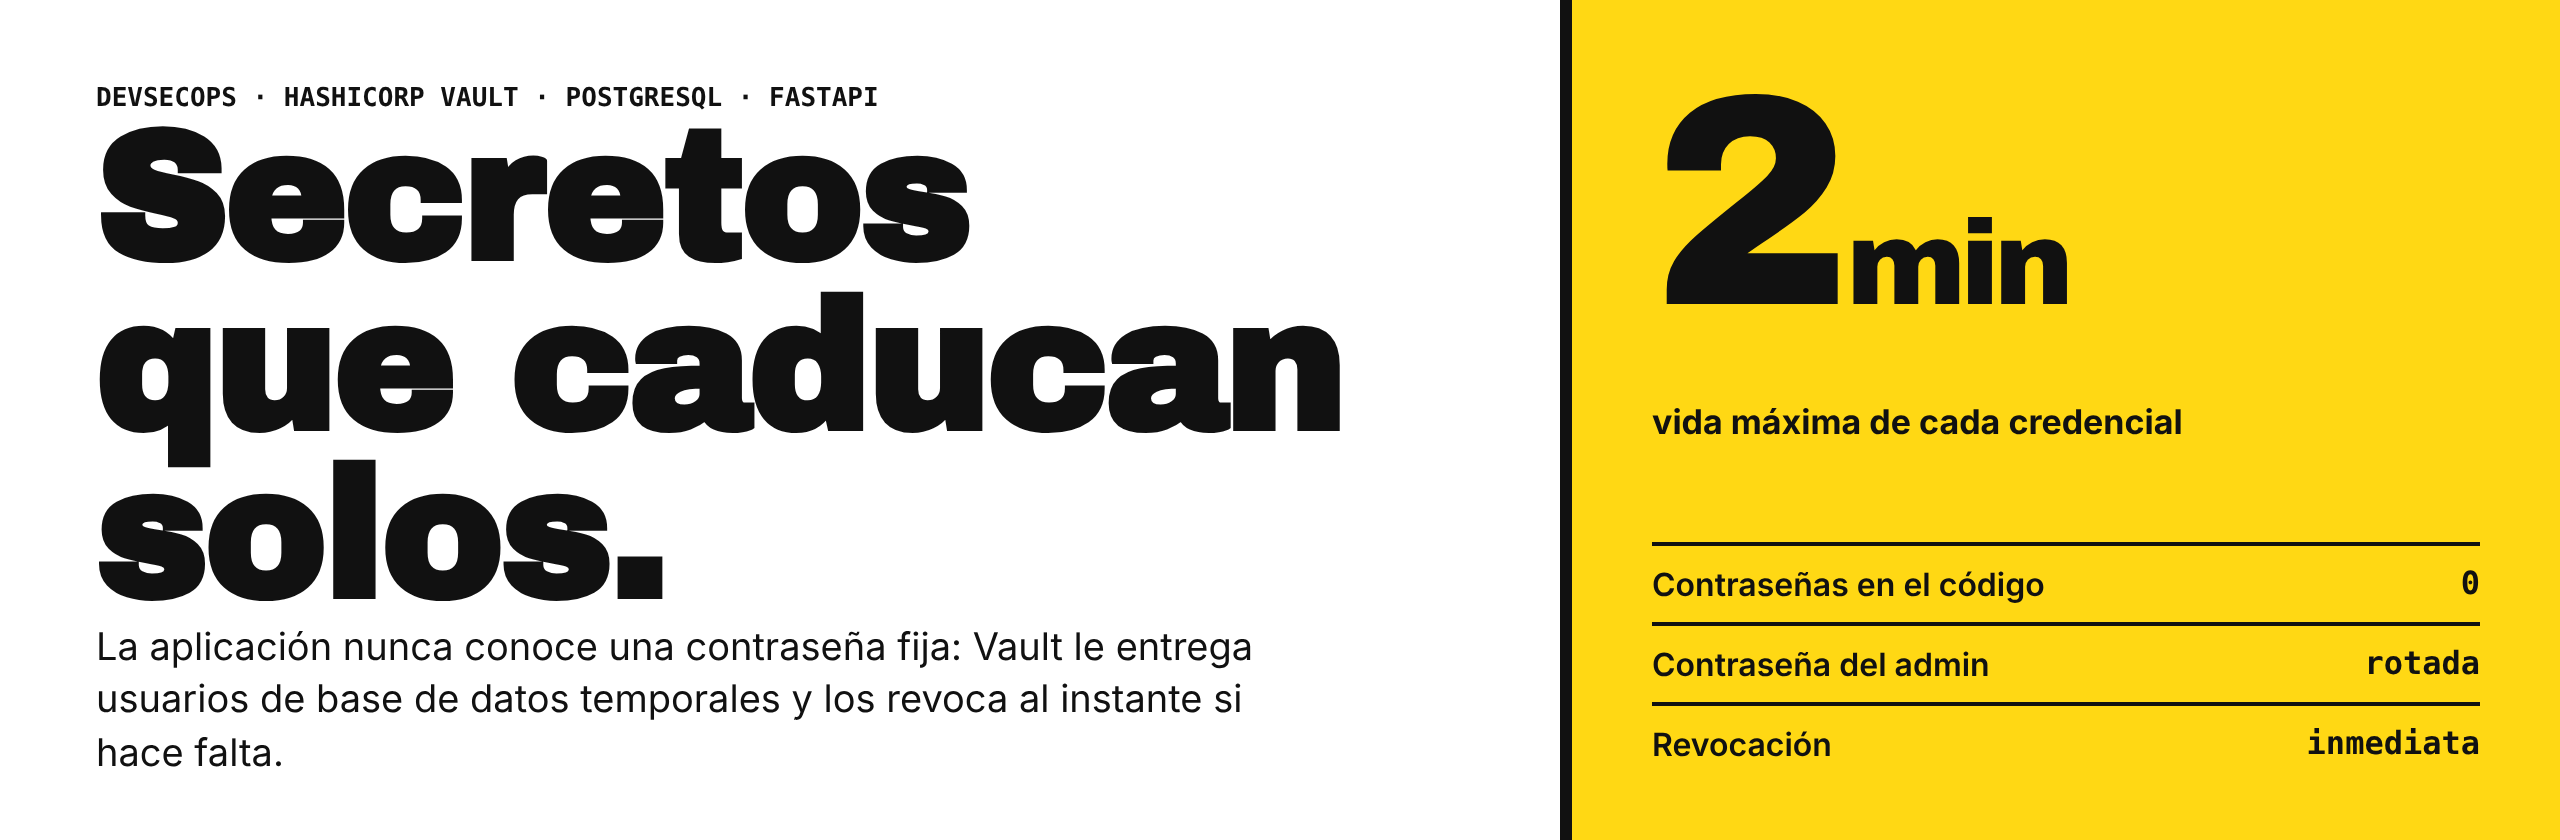 DEVSECOPS · HASHICORP VAULT · POSTGRESQL · FASTAPI
Secretos
que caducan
solos.
La aplicación nunca conoce una contraseña fija: Vault le entrega
usuarios de base de datos temporales y los revoca al instante si
hace falta.
2min
vida máxima de cada credencial
Contraseñas en el código 0
Contraseña del admin rotada
Revocación inmediata